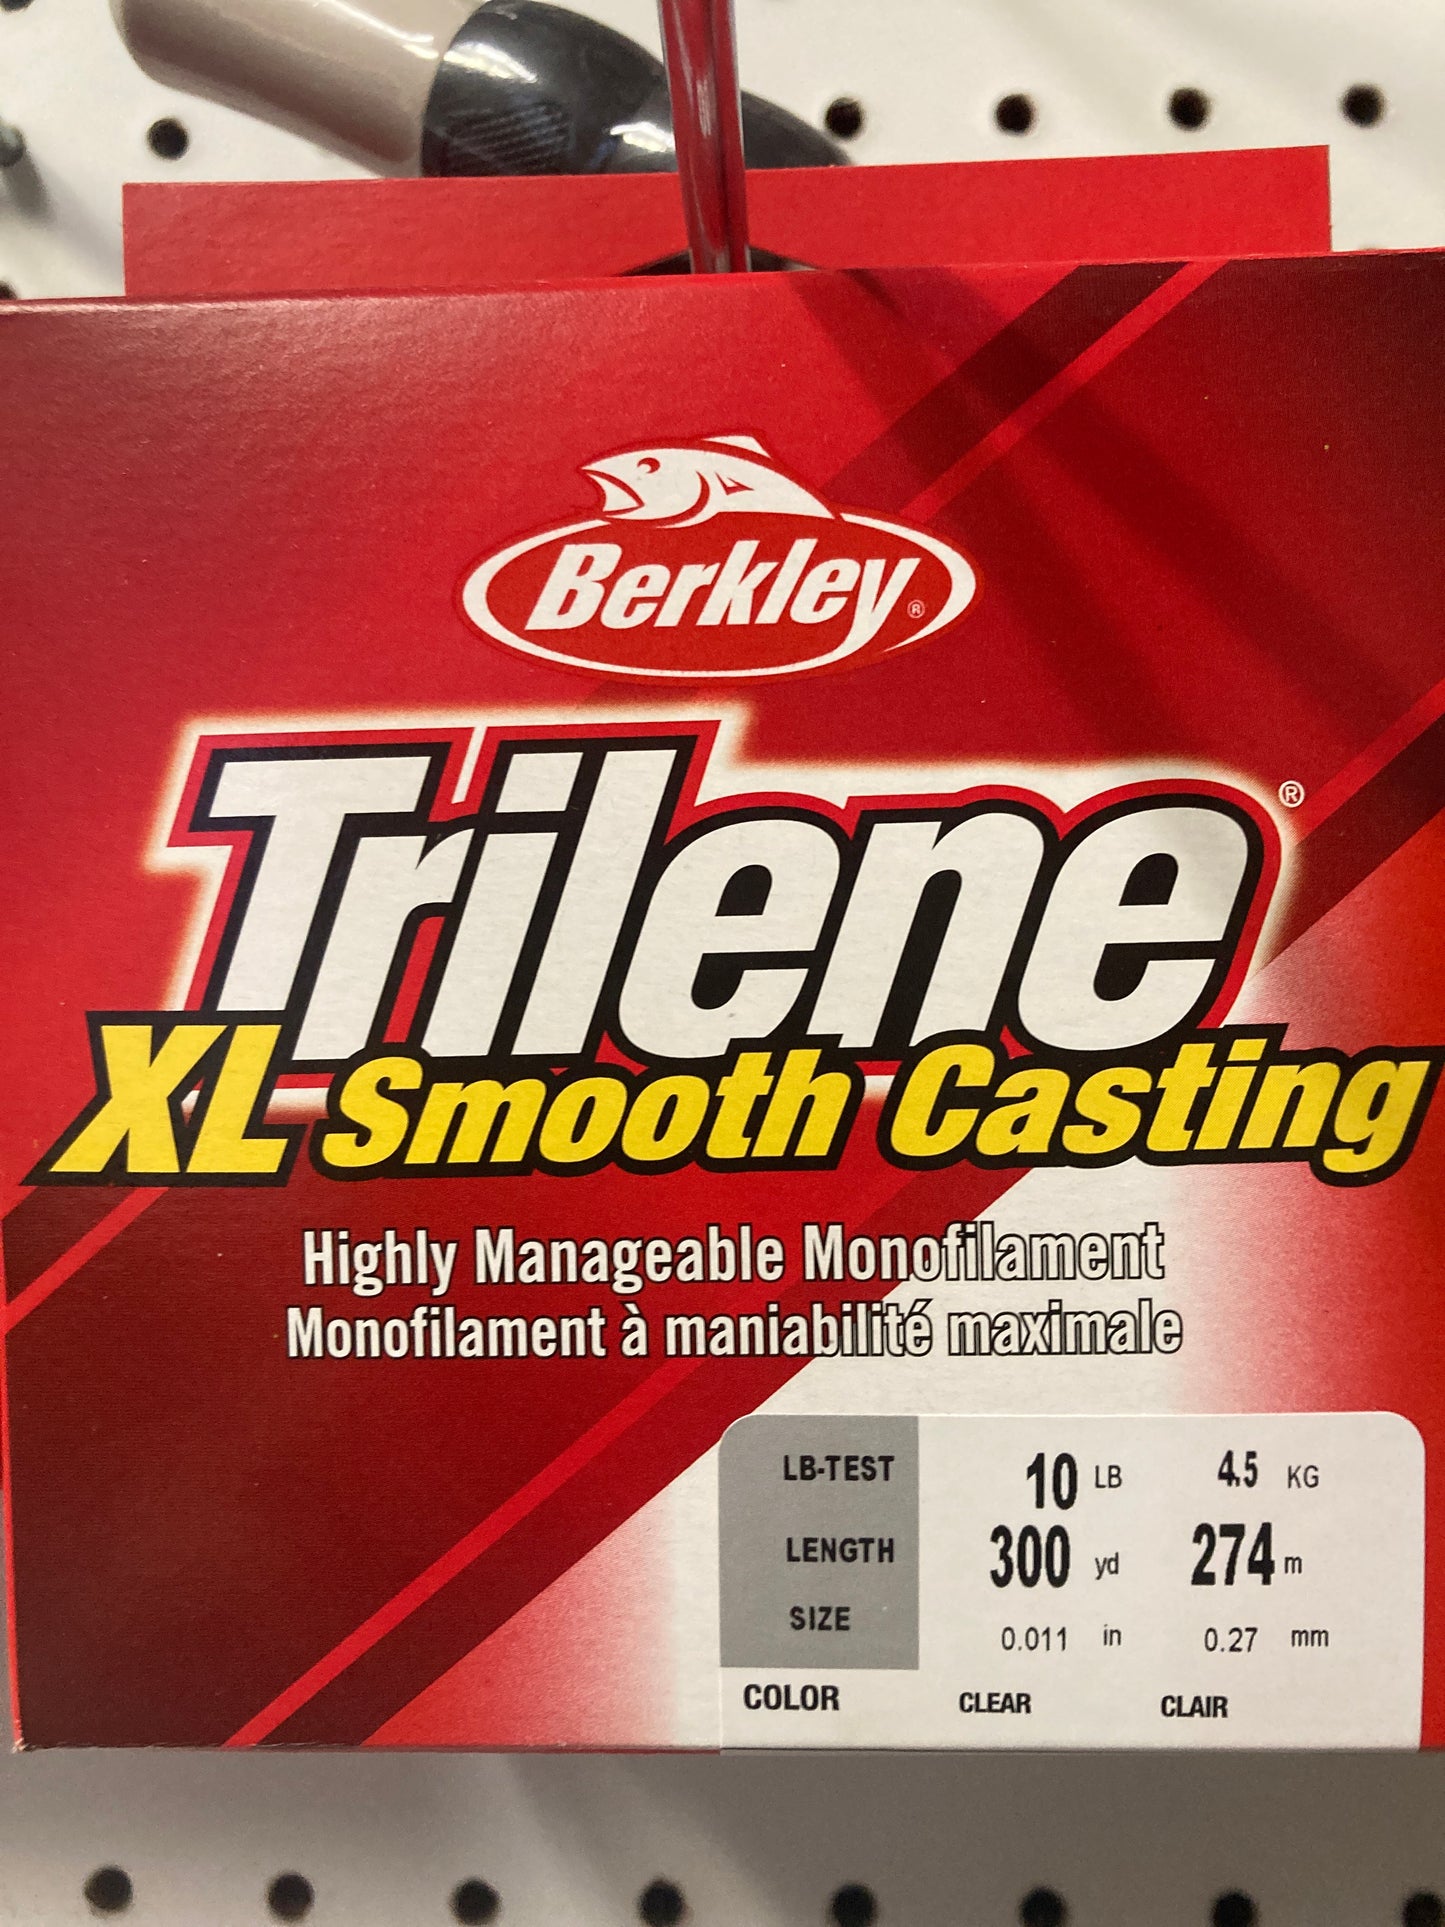 Berkley®
Trilene®
XL Smooth Casting
Highly Manageable Monofilament
Monofilament à maniabilité maximale
LB-TEST 10 LB 4.5 KG
LENGTH 300 yd 274 m
SIZE 0.011 in 0.27 mm
COLOR CLEAR CLAIR